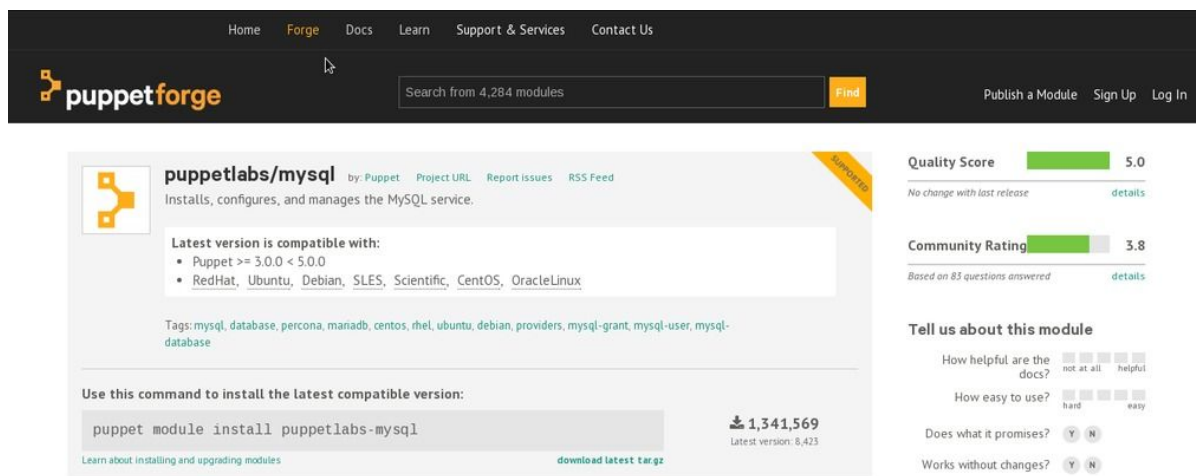 Home Forge Docs Learn Support & Services Contact Us
puppetforge
Search from 4,284 modules
Find
Publish a Module Sign Up Log In
puppetlabs/mysql by: Puppet Project URL Report issues RSS Feed
SUPPORTED
Installs, configures, and manages the MySQL service.
Latest version is compatible with:
• Puppet >= 3.0.0 < 5.0.0
• RedHat, Ubuntu, Debian, SLES, Scientific, CentOS, OracleLinux
Tags: mysql, database, percona, mariadb, centos, rhel, ubuntu, debian, providers, mysql-grant, mysql-user, mysql-
database
Use this command to install the latest compatible version:
puppet module install puppetlabs-mysql
Learn about installing and upgrading modules
download latest tar.gz
1,341,569
Latest version: 8,423
Quality Score 5.0
No change with last release details
Community Rating 3.8
Based on 83 questions answered details
Tell us about this module
How helpful are the
docs?
not at all helpful
How easy to use?
hard easy
Does what it promises? Y N
Works without changes? Y N